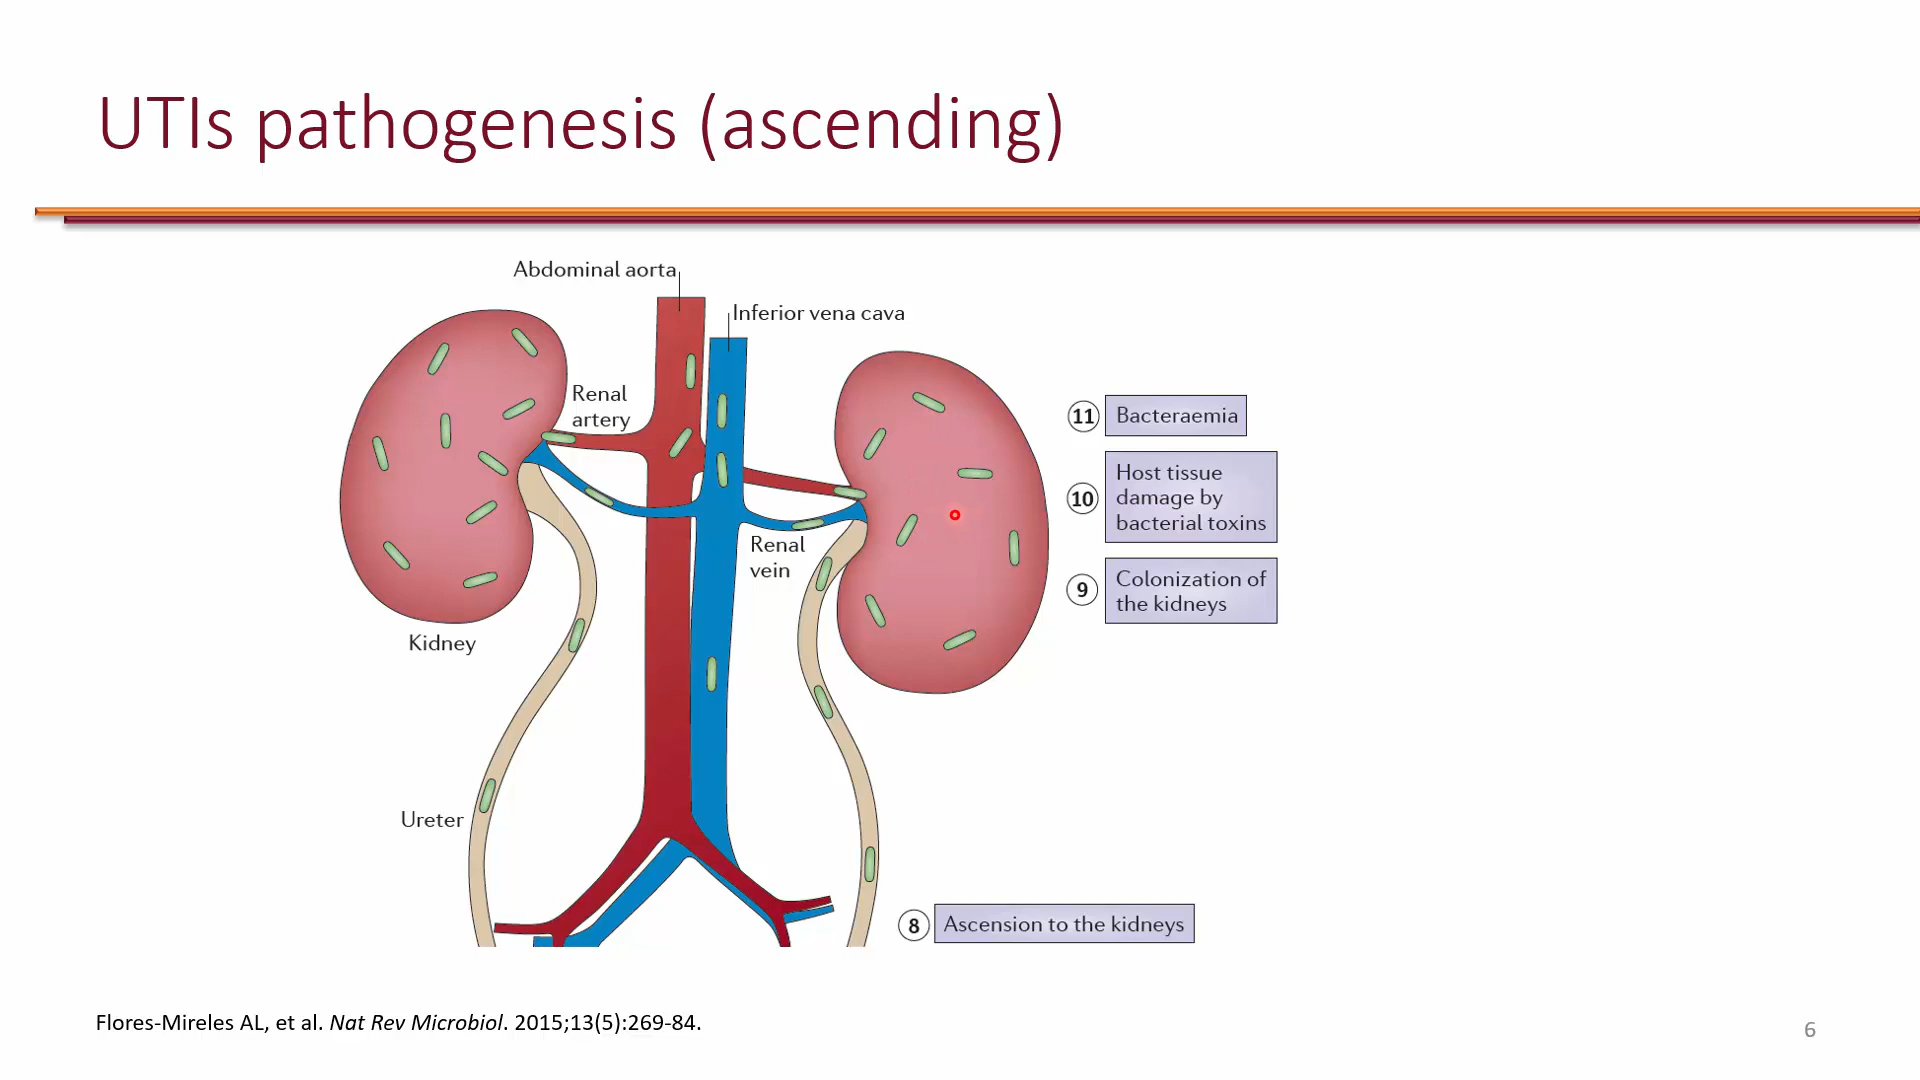 UTIs pathogenesis (ascending)
Abdominal aorta
Inferior vena cava
Renal
artery
Renal
vein
Kidney
Ureter
11 Bacteraemia
10 Host tissue
damage by
bacterial toxins
9 Colonization of
the kidneys
8 Ascension to the kidneys
Flores-Mireles AL, et al. Nat Rev Microbiol. 2015;13(5):269-84.
6